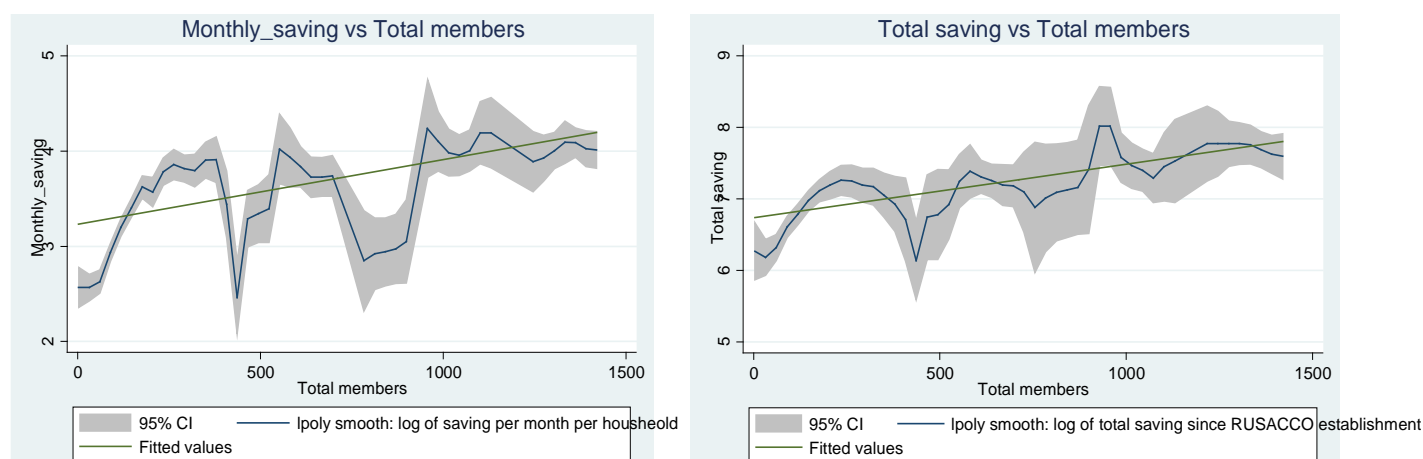 Monthly_saving vs Total members
Monthly_saving
5
4
3
2
0
500
1000
1500
Total members
95% CI
lpoly smooth: log of saving per month per housheold
Fitted values
Total saving vs Total members
Total saving
9
8
7
6
5
0
500
1000
1500
Total members
95% CI
lpoly smooth: log of total saving since RUSACCO establishment
Fitted values